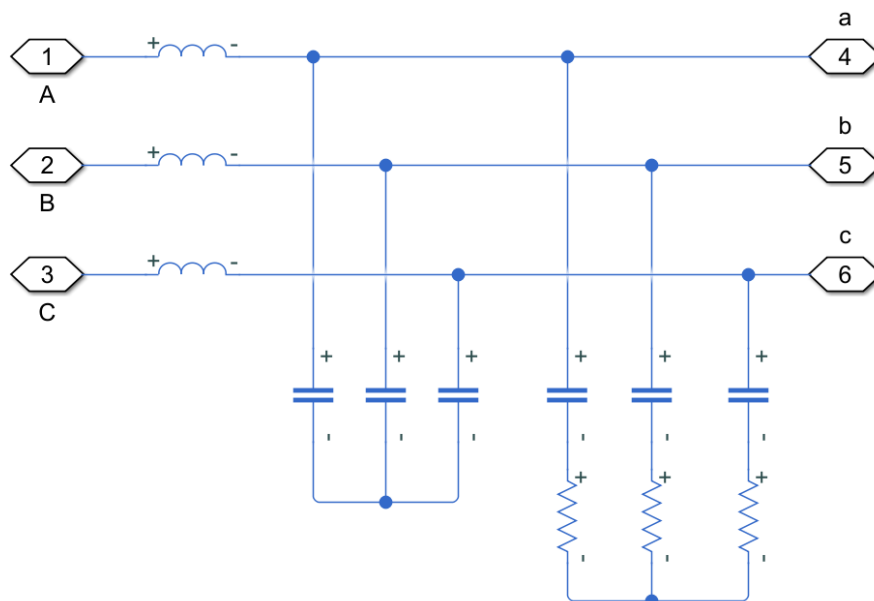 a
+ -
1
4
A
b
+ -
2
5
B
c
+ -
3
6
C
+ + + + + +
- - - - - -
+ + +
- - -